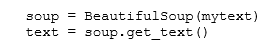 soup = BeautifulSoup(mytext)
text = soup.get_text()